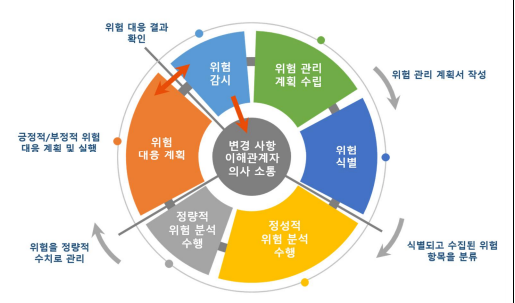 위험 대응 결과
확인
위험
감시
위험 관리
계획 수립
위험 관리 계획서 작성
긍정적/부정적 위험
대응 계획 및 실행
위험
대응 계획
변경 사항
이해관계자
의사 소통
위험
식별
정량적
위험 분석
수행
정성적
위험 분석
수행
위험을 정량적
수치로 관리
식별되고 수집된 위험
항목을 분류